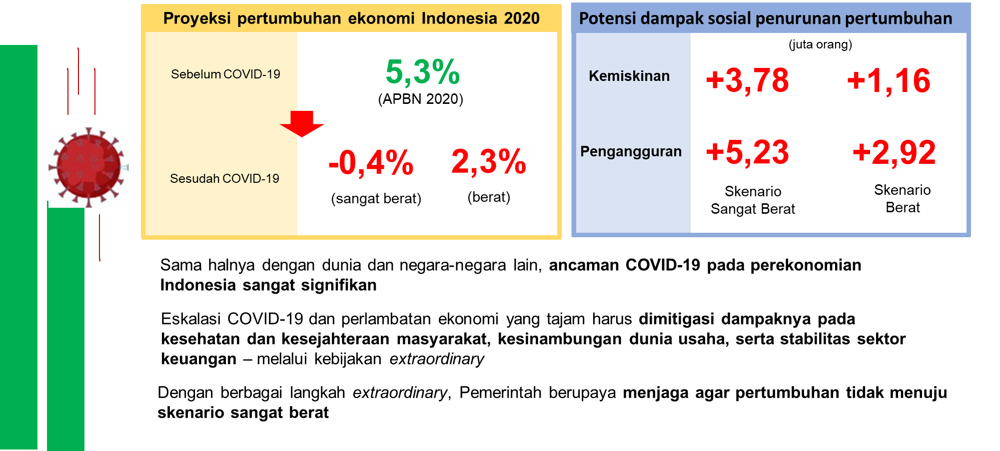 Proyeksi pertumbuhan ekonomi Indonesia 2020
Sebelum COVID-19
5,3%
(APBN 2020)
Sesudah COVID-19
-0,4%
2,3%
(sangat berat)
(berat)
Potensi dampak sosial penurunan pertumbuhan
(juta orang)
Kemiskinan
+3,78
+1,16
Pengangguran
+5,23
+2,92
Skenario
Sangat Berat
Skenario
Berat
Sama halnya dengan dunia dan negara-negara lain, ancaman COVID-19 pada perekonomian
Indonesia sangat signifikan
Eskalasi COVID-19 dan perlambatan ekonomi yang tajam harus dimitigasi dampaknya pada
kesehatan dan kesejahteraan masyarakat, kesinambungan dunia usaha, serta stabilitas sektor
keuangan – melalui kebijakan extraordinary
Dengan berbagai langkah extraordinary, Pemerintah berupaya menjaga agar pertumbuhan tidak menuju
skenario sangat berat